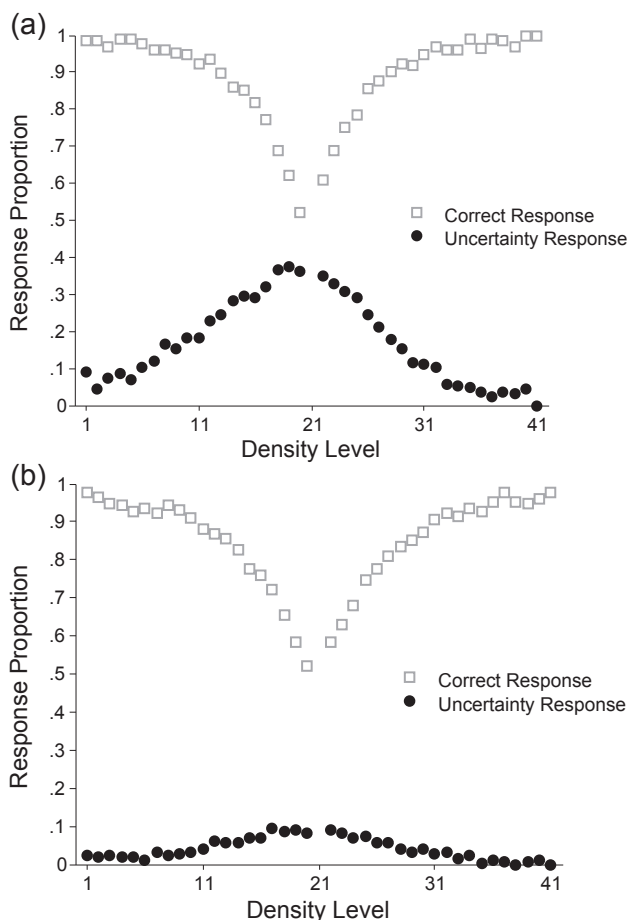 (a)
1
.9
.8
.7
.6
.5
.4
.3
.2
.1
0
Response Proportion
Correct Response
Uncertainty Response
1 11 21 31 41
Density Level
(b)
1
.9
.8
.7
.6
.5
.4
.3
.2
.1
0
Response Proportion
Correct Response
Uncertainty Response
1 11 21 31 41
Density Level